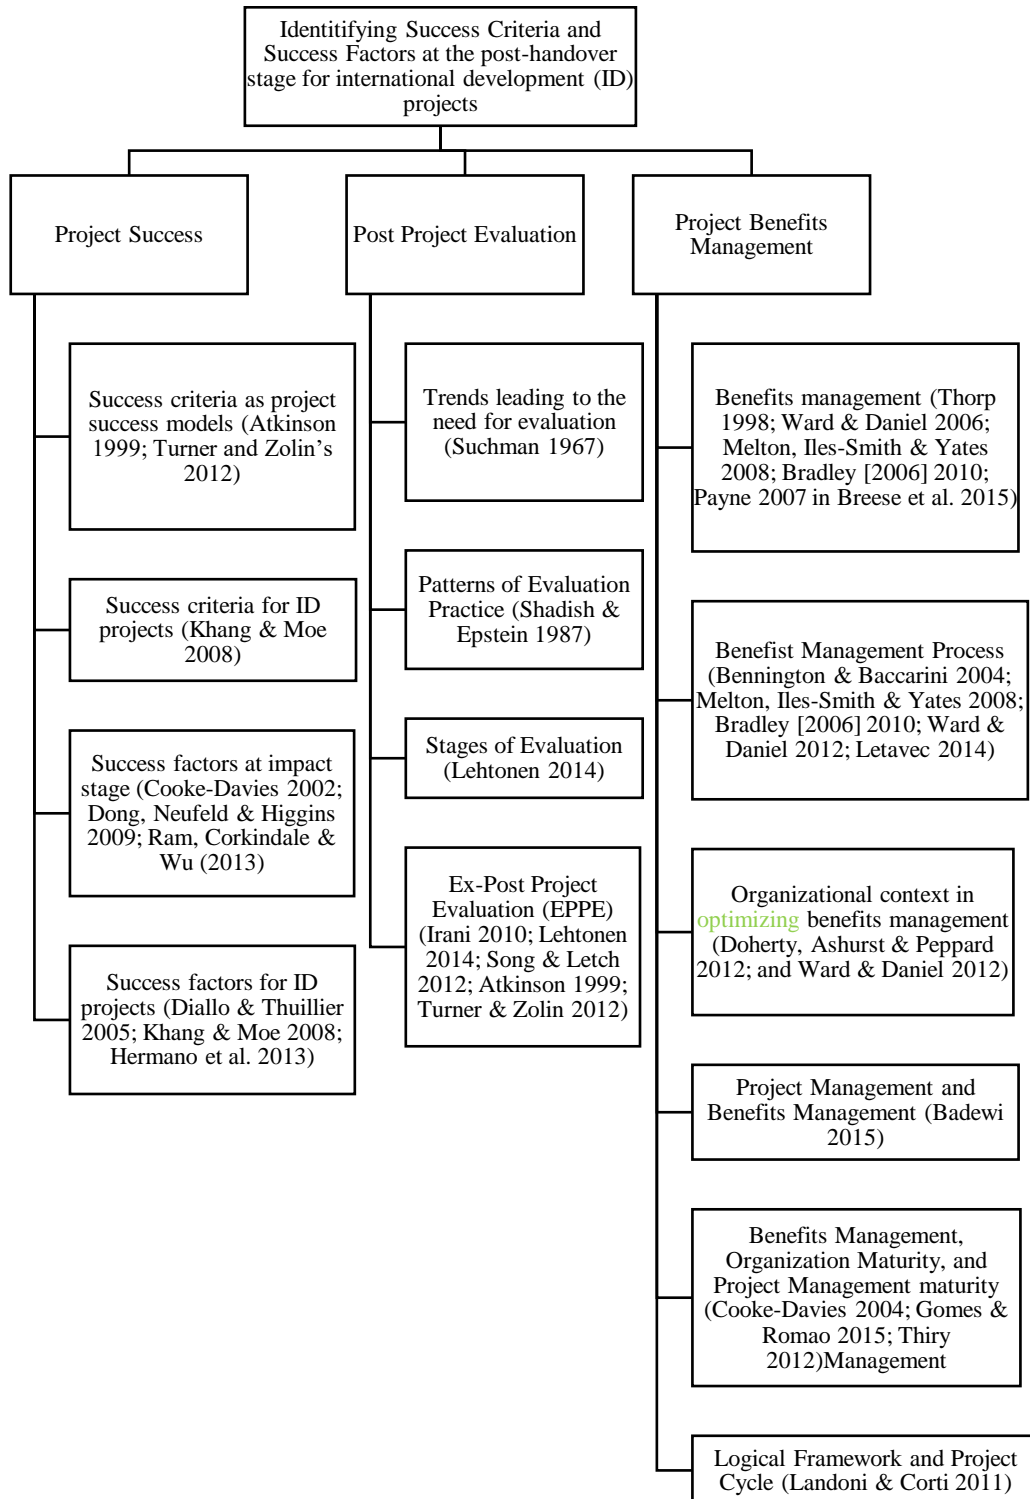 Identitifying Success Criteria and
Success Factors at the post-handover
stage for international development (ID)
projects
Project Success
Post Project Evaluation
Project Benefits
Management
Success criteria as project
success models (Atkinson
1999; Turner and Zolin's
2012)
Success criteria for ID
projects (Khang & Moe
2008)
Success factors at impact
stage (Cooke-Davies 2002;
Dong, Neufeld & Higgins
2009; Ram, Corkindale &
Wu (2013)
Success factors for ID
projects (Diallo & Thuillier
2005; Khang & Moe 2008;
Hermano et al. 2013)
Trends leading to the
need for evaluation
(Suchman 1967)
Patterns of Evaluation
Practice (Shadish &
Epstein 1987)
Stages of Evaluation
(Lehtonen 2014)
Ex-Post Project
Evaluation (EPPE)
(Irani 2010; Lehtonen
2014; Song & Letch
2012; Atkinson 1999;
Turner & Zolin 2012)
Benefits management (Thorp
1998; Ward & Daniel 2006;
Melton, Iles-Smith & Yates
2008; Bradley [2006] 2010;
Payne 2007 in Breese et al. 2015)
Benefist Management Process
(Bennington & Baccarini 2004;
Melton, Iles-Smith & Yates 2008;
Bradley [2006] 2010; Ward &
Daniel 2012; Letavec 2014)
Organizational context in
optimizing benefits management
(Doherty, Ashurst & Peppard
2012; and Ward & Daniel 2012)
Project Management and
Benefits Management (Badewi
2015)
Benefits Management,
Organization Maturity, and
Project Management maturity
(Cooke-Davies 2004; Gomes &
Romao 2015; Thiry
2012)Management
Logical Framework and Project
Cycle (Landoni & Corti 2011)